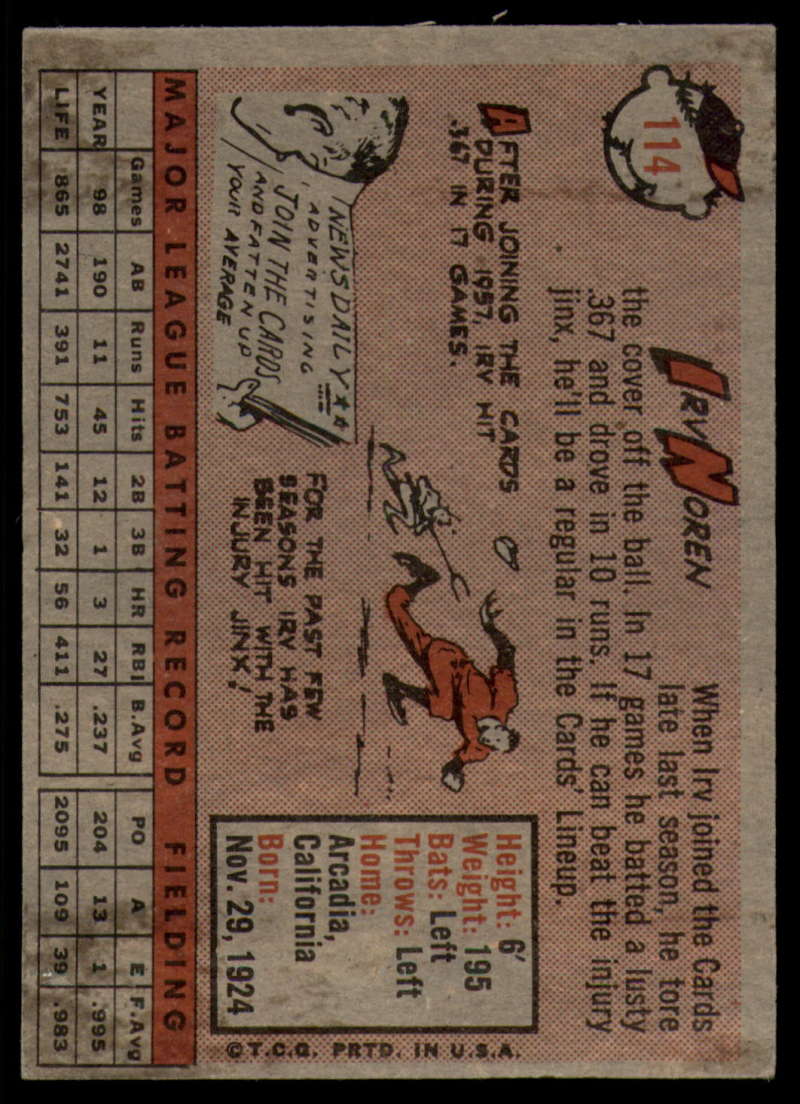 114
IRV NOREN
When Irv joined the Cards
late last season, he tore
the cover off the ball. In 17 games he batted a lusty
.367 and drove in 10 runs. If he can beat the injury
jinx, he'll be a regular in the Cards' Lineup.
AFTER JOINING THE CARDS
DURING 1957, IRV HIT
.367 IN 17 GAMES.
NEWS DAILY
ADVERTISING
JOIN THE CARDS
AND FATTEN UP
YOUR AVERAGE
FOR THE PAST FEW
SEASONS IRV HAS
BEEN HIT WITH THE
INJURY JINX!
Height: 6'
Weight: 195
Bats: Left
Throws: Left
Home:
Arcadia,
California
Born:
Nov. 29, 1924
©T.C.G. PRTD. IN U.S.A.
MAJOR LEAGUE BATTING RECORD FIELDING
Games AB Runs Hits 2B 3B HR RBI B.Avg PO A E F.Avg
YEAR 98 190 11 45 12 1 3 27 .237 204 13 1 .995
LIFE 865 2741 391 753 141 32 56 411 .275 2095 109 39 .983